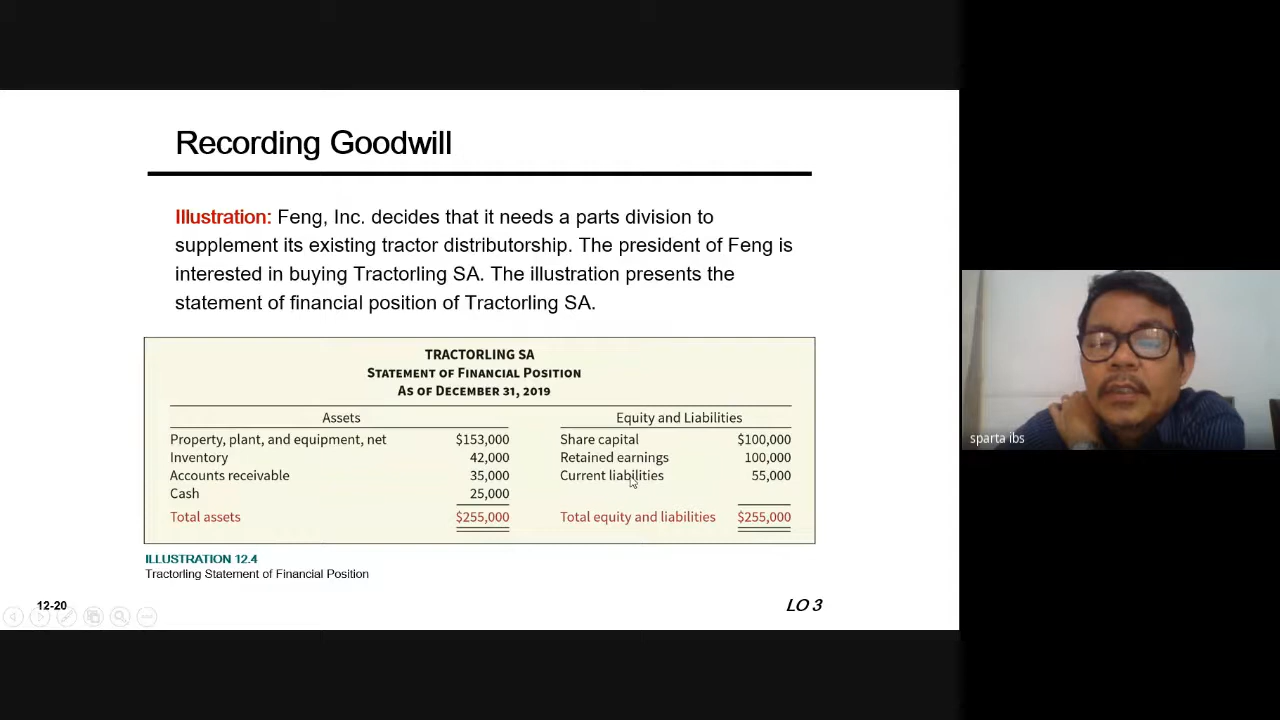 Recording Goodwill
Illustration: Feng, Inc. decides that it needs a parts division to
supplement its existing tractor distributorship. The president of Feng is
interested in buying Tractorling SA. The illustration presents the
statement of financial position of Tractorling SA.
TRACTORLING SA
STATEMENT OF FINANCIAL POSITION
AS OF DECEMBER 31, 2019
Assets Equity and Liabilities
Property, plant, and equipment, net $153,000 Share capital $100,000
Inventory 42,000 Retained earnings 100,000
Accounts receivable 35,000 Current liabilities 55,000
Cash 25,000
Total assets $255,000 Total equity and liabilities $255,000
ILLUSTRATION 12.4
Tractorling Statement of Financial Position
12-20 LO 3
sparta ibs